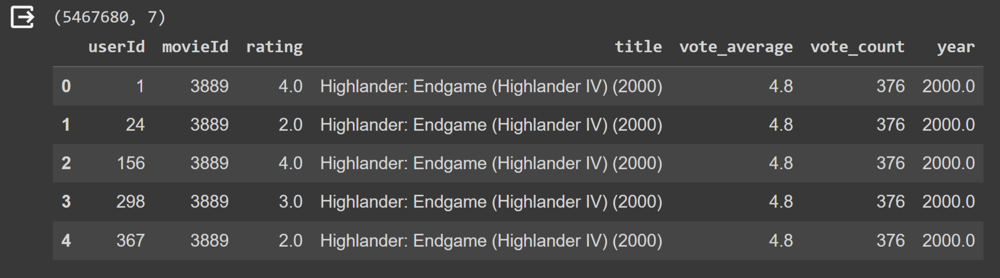 (5467680, 7)
userId movieId rating title vote_average vote_count year
0 1 3889 4.0 Highlander: Endgame (Highlander IV) (2000) 4.8 376 2000.0
1 24 3889 2.0 Highlander: Endgame (Highlander IV) (2000) 4.8 376 2000.0
2 156 3889 4.0 Highlander: Endgame (Highlander IV) (2000) 4.8 376 2000.0
3 298 3889 3.0 Highlander: Endgame (Highlander IV) (2000) 4.8 376 2000.0
4 367 3889 2.0 Highlander: Endgame (Highlander IV) (2000) 4.8 376 2000.0